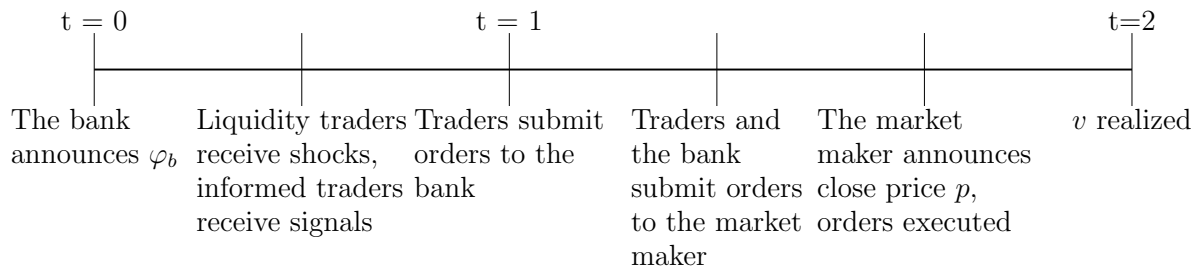 t = 0
t = 1
t=2
The bank
announces φ_b
Liquidity traders
receive shocks,
informed traders
receive signals
Traders submit
orders to the
bank
Traders and
the bank
submit orders
to the market
maker
The market
maker announces
close price p,
orders executed
v realized